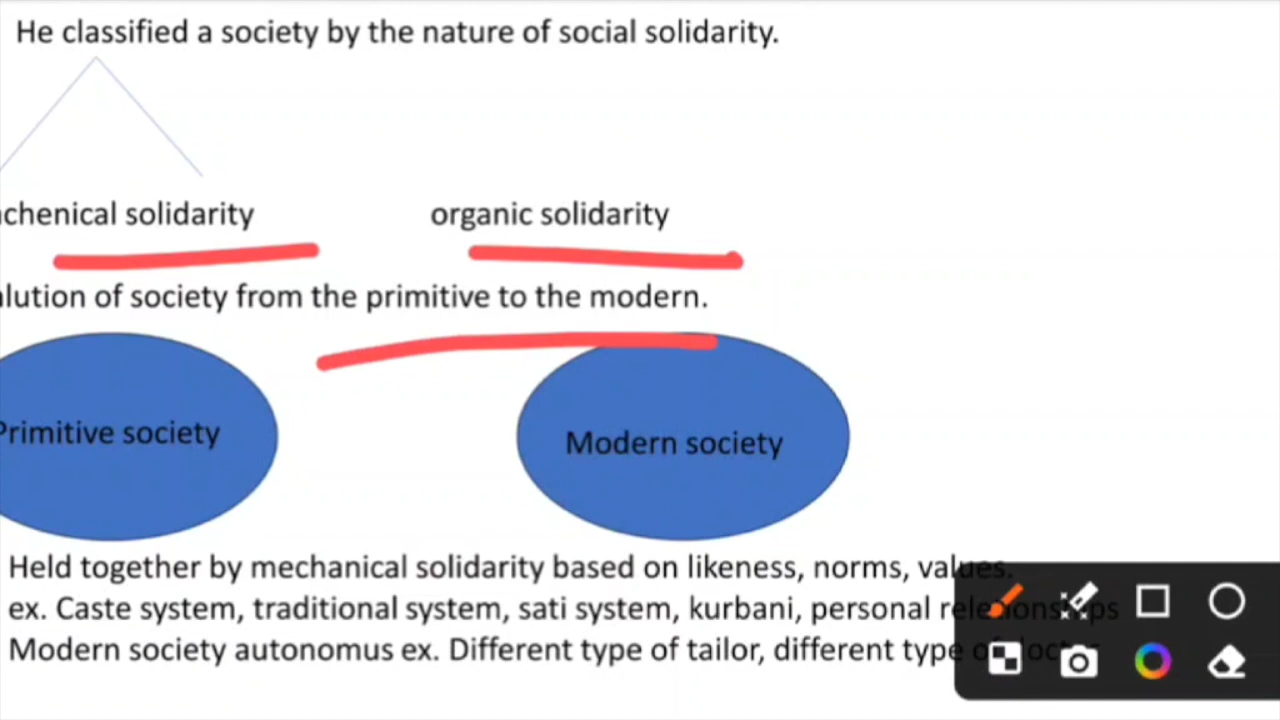 He classified a society by the nature of social solidarity.
chenical solidarity organic solidarity
lution of society from the primitive to the modern.
Primitive society Modern society
Held together by mechanical solidarity based on likeness, norms, values.
ex. Caste system, traditional system, sati system, kurbani, personal
Modern society autonomus ex. Different type of tailor, different type